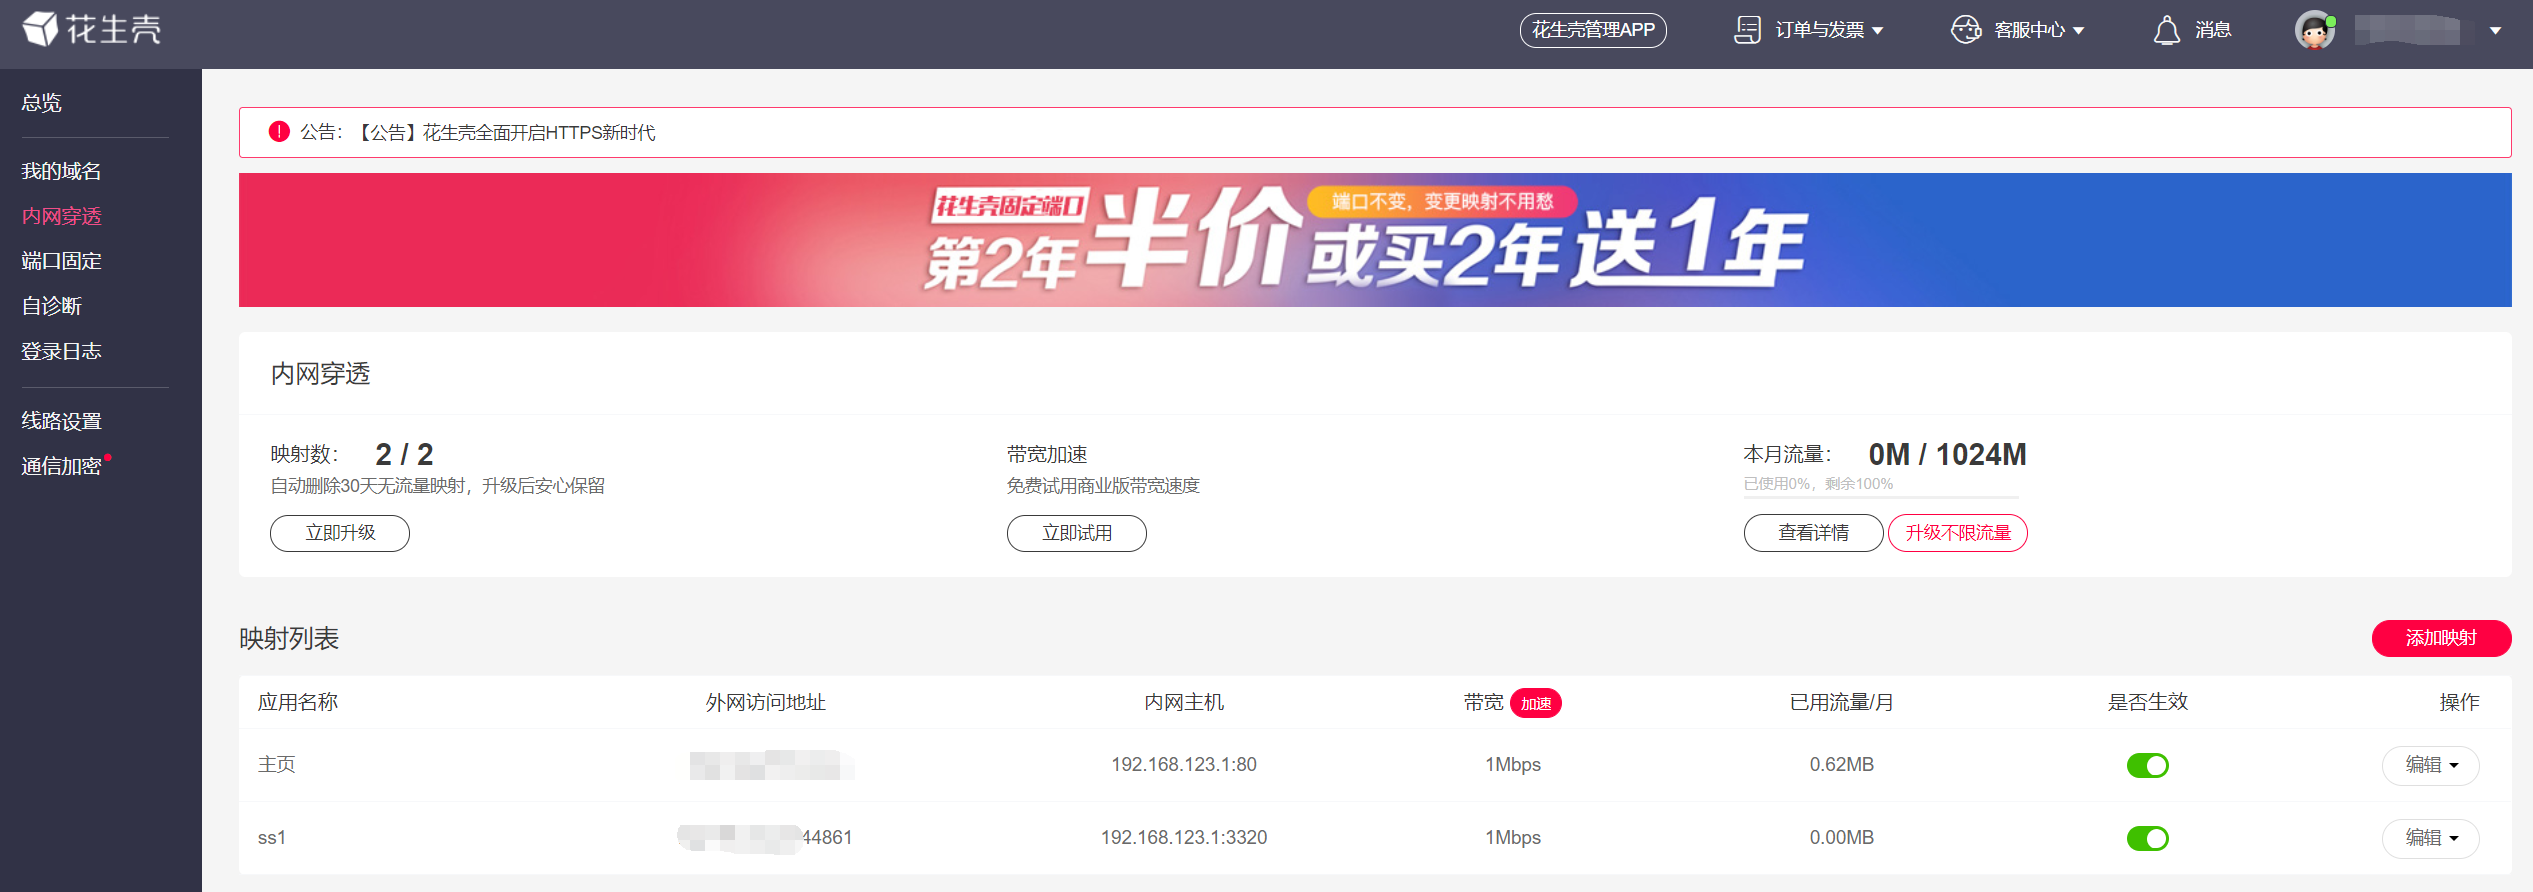 花生壳
花生壳管理APP
订单与发票
客服中心
消息
总览
我的域名
内网穿透
端口固定
自诊断
登录日志
线路设置
通信加密
公告：【公告】花生壳全面开启HTTPS新时代
花生壳固定端口
第2年半价
端口不变，变更映射不用愁
或买2年送1年
内网穿透
映射数： 2 / 2
自动删除30天无流量映射，升级后安心保留
立即升级
带宽加速
免费试用商业版带宽速度
立即试用
本月流量： 0M / 1024M
已使用0%，剩余100%
查看详情 升级不限流量
映射列表
添加映射
应用名称 外网访问地址 内网主机 带宽 加速 已用流量/月 是否生效 操作
主页 192.168.123.1:80 1Mbps 0.62MB 编辑
ss1 44861 192.168.123.1:3320 1Mbps 0.00MB 编辑